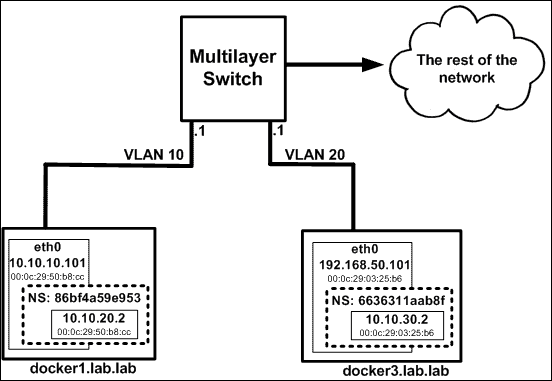 Multilayer
Switch
The rest of the
network
.1
.1
VLAN 10
VLAN 20
eth0
10.10.10.101
00:0c:29:50:b8:cc
NS: 86bf4a59e953
10.10.20.2
00:0c:29:50:b8:cc
docker1.lab.lab
eth0
192.168.50.101
00:0c:29:03:25:b6
NS: 6636311aab8f
10.10.30.2
00:0c:29:03:25:b6
docker3.lab.lab